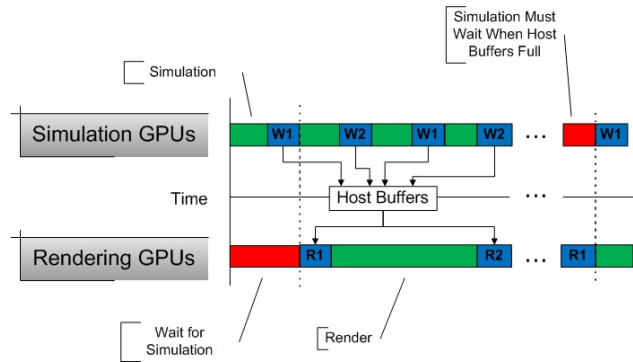 Simulation Must
Wait When Host
Buffers Full
Simulation
Simulation GPUs
W1 W2 W1 W2 ... W1
Time
Host Buffers
...
Rendering GPUs
R1 R2 ... R1
Wait for
Simulation
Render